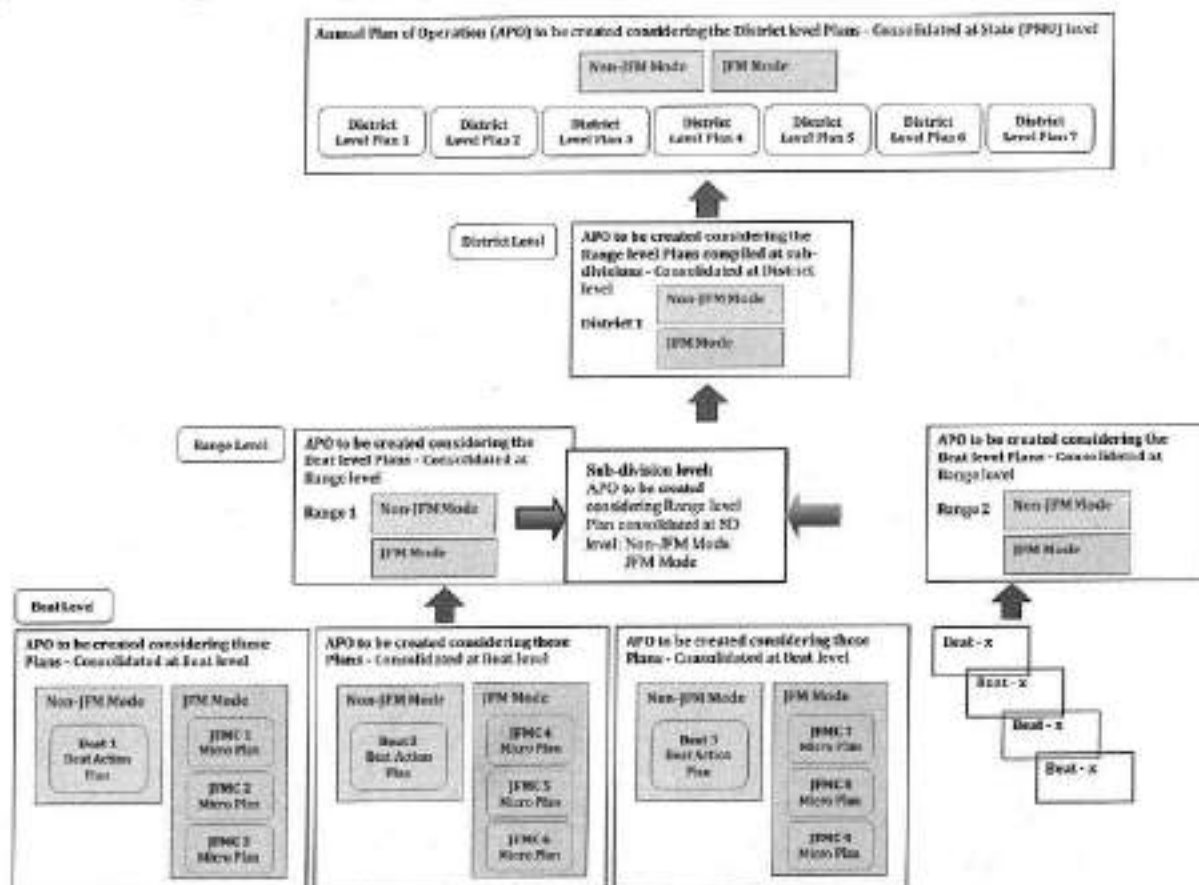 Annual Plan of Operation (APO) to be created considering the District level Plans - Consolidated at State (PMU) level
Non-JFM Mode
JFM Mode
District
Level Plan 1
District
Level Plan 2
District
Level Plan 3
District
Level Plan 4
District
Level Plan 5
District
Level Plan 6
District
Level Plan 7
District Level
APO to be created considering the
Range level Plans compiled at sub-
divisions - Consolidated at District
level
Non-JFM Mode
District 1
JFM Mode
Range Level
APO to be created considering the
Beat level Plans - Consolidated at
Range level
Range 1
Non-JFM Mode
JFM Mode
Sub-division level:
APO to be created
considering Range level
Plan consolidated at SD
level: Non-JFM Mode
JFM Mode
APO to be created considering the
Beat level Plans - Consolidated at
Range level
Range 2
Non-JFM Mode
JFM Mode
Beat Level
APO to be created considering these
Plans - Consolidated at Beat level
Non-JFM Mode
Beat 1
Beat Action
Plan
JFM Mode
JFMC 1
Micro Plan
JFMC 2
Micro Plan
JFMC 3
Micro Plan
APO to be created considering these
Plans - Consolidated at Beat level
Non-JFM Mode
Beat 2
Beat Action
Plan
JFM Mode
JFMC 4
Micro Plan
JFMC 5
Micro Plan
JFMC 6
Micro Plan
APO to be created considering these
Plans - Consolidated at Beat level
Non-JFM Mode
Beat 3
Beat Action
Plan
JFM Mode
JFMC 7
Micro Plan
JFMC 8
Micro Plan
JFMC
Micro Plan
Beat - x
Beat - x
Beat - x
Beat - x